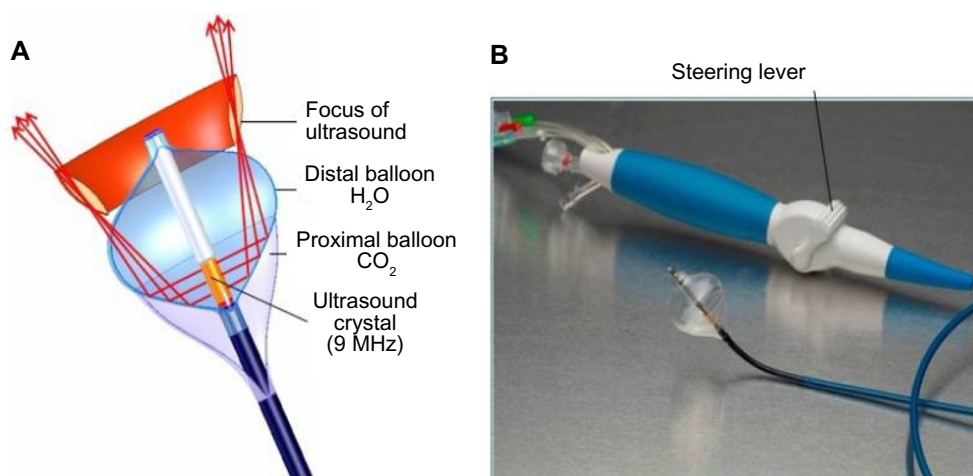 A
Focus of
ultrasound
Distal balloon
H₂O
Proximal balloon
CO₂
Ultrasound
crystal
(9 MHz)
B
Steering lever